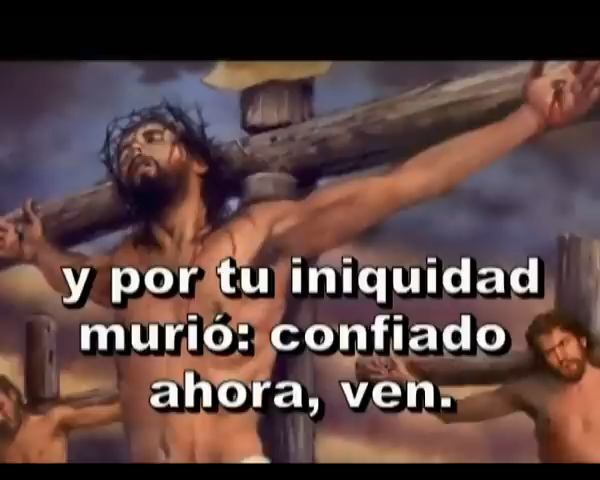 y por tu iniquidad
murió: confiado
ahora, ven.